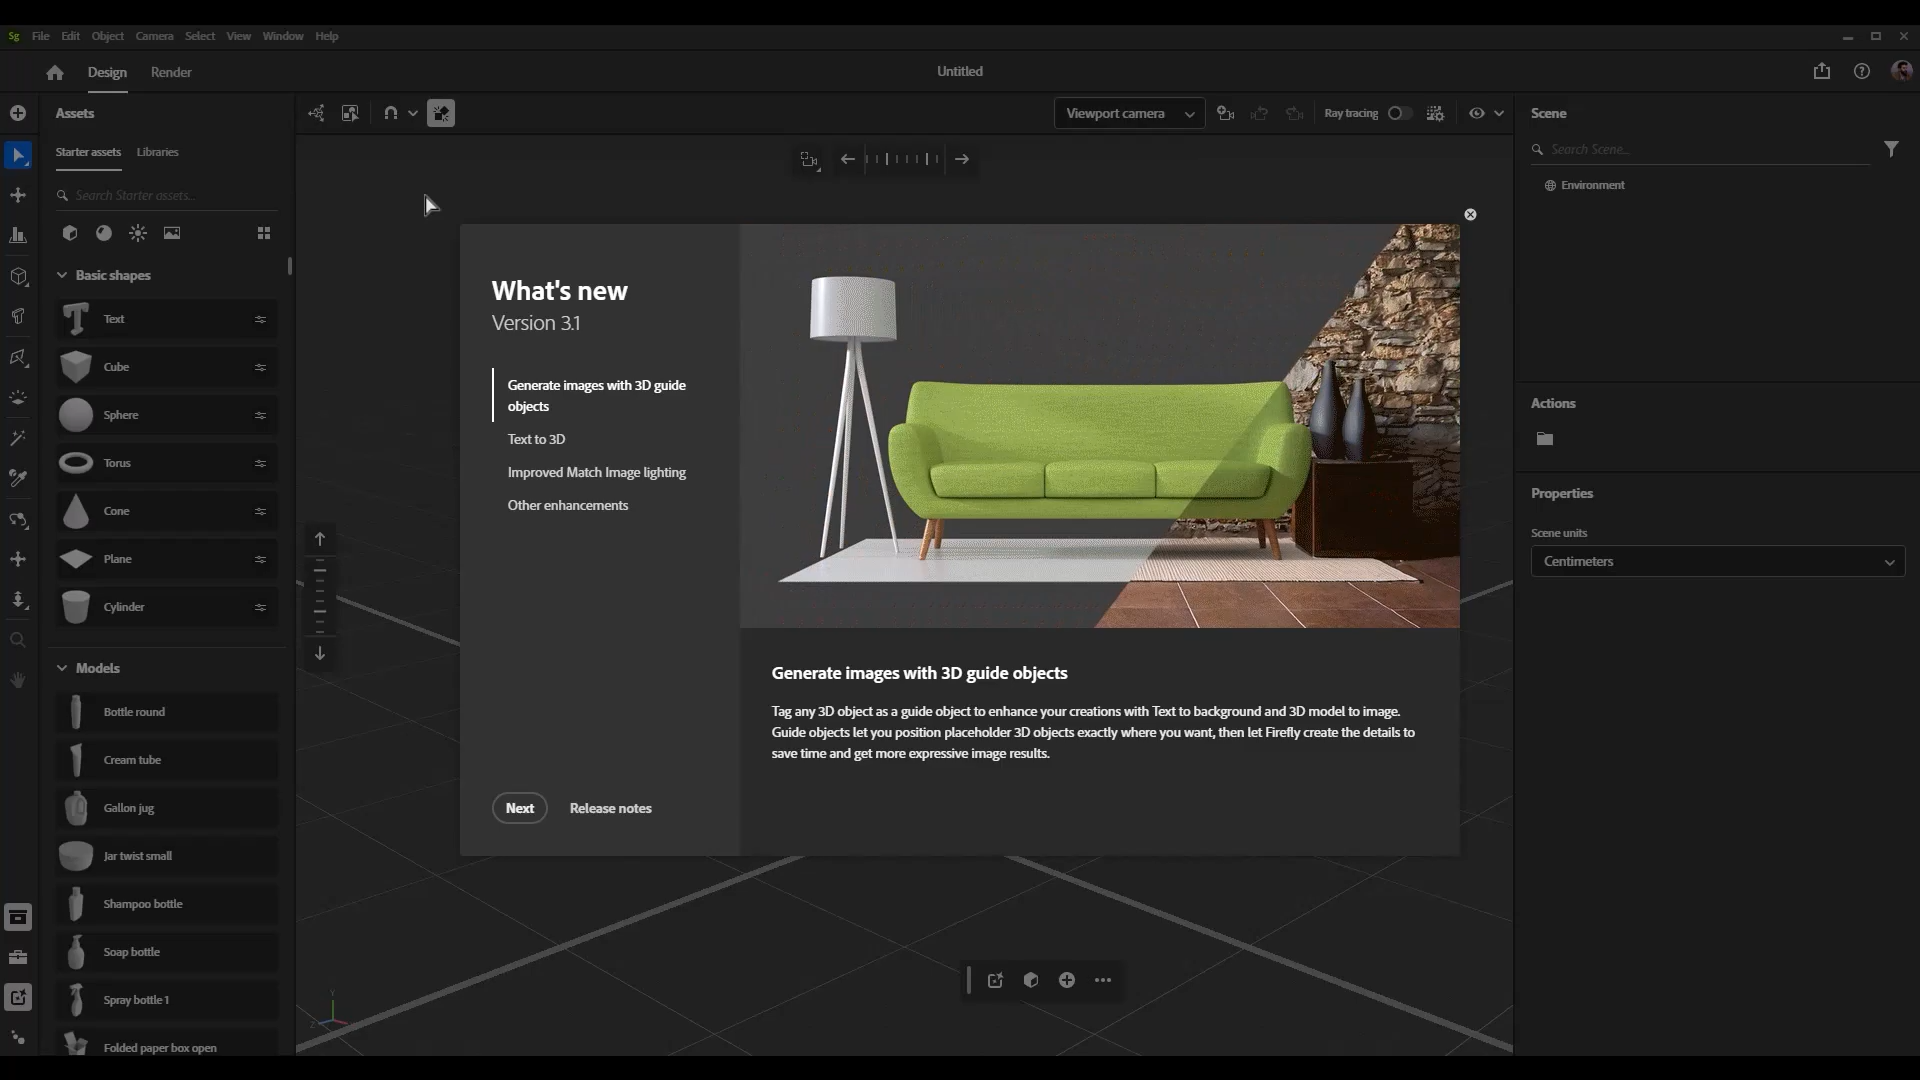 Sg File Edit Object Camera Select View Window Help
Design Render Untitled
Assets
Viewport camera
Ray tracing
Scene
Starter assets Libraries
Search Scene...
Search Starter assets...
Environment
Basic shapes
Text
Cube
Sphere
Torus
Cone
Plane
Cylinder
Models
Bottle round
Cream tube
Gallon jug
Jar twist small
Shampoo bottle
Soap bottle
Spray bottle 1
Folded paper box open
What's new
Version 3.1
Generate images with 3D guide
objects
Text to 3D
Improved Match Image lighting
Other enhancements
Next Release notes
Generate images with 3D guide objects
Tag any 3D object as a guide object to enhance your creations with Text to background and 3D model to image.
Guide objects let you position placeholder 3D objects exactly where you want, then let Firefly create the details to
save time and get more expressive image results.
Y
Z
Actions
Properties
Scene units
Centimeters